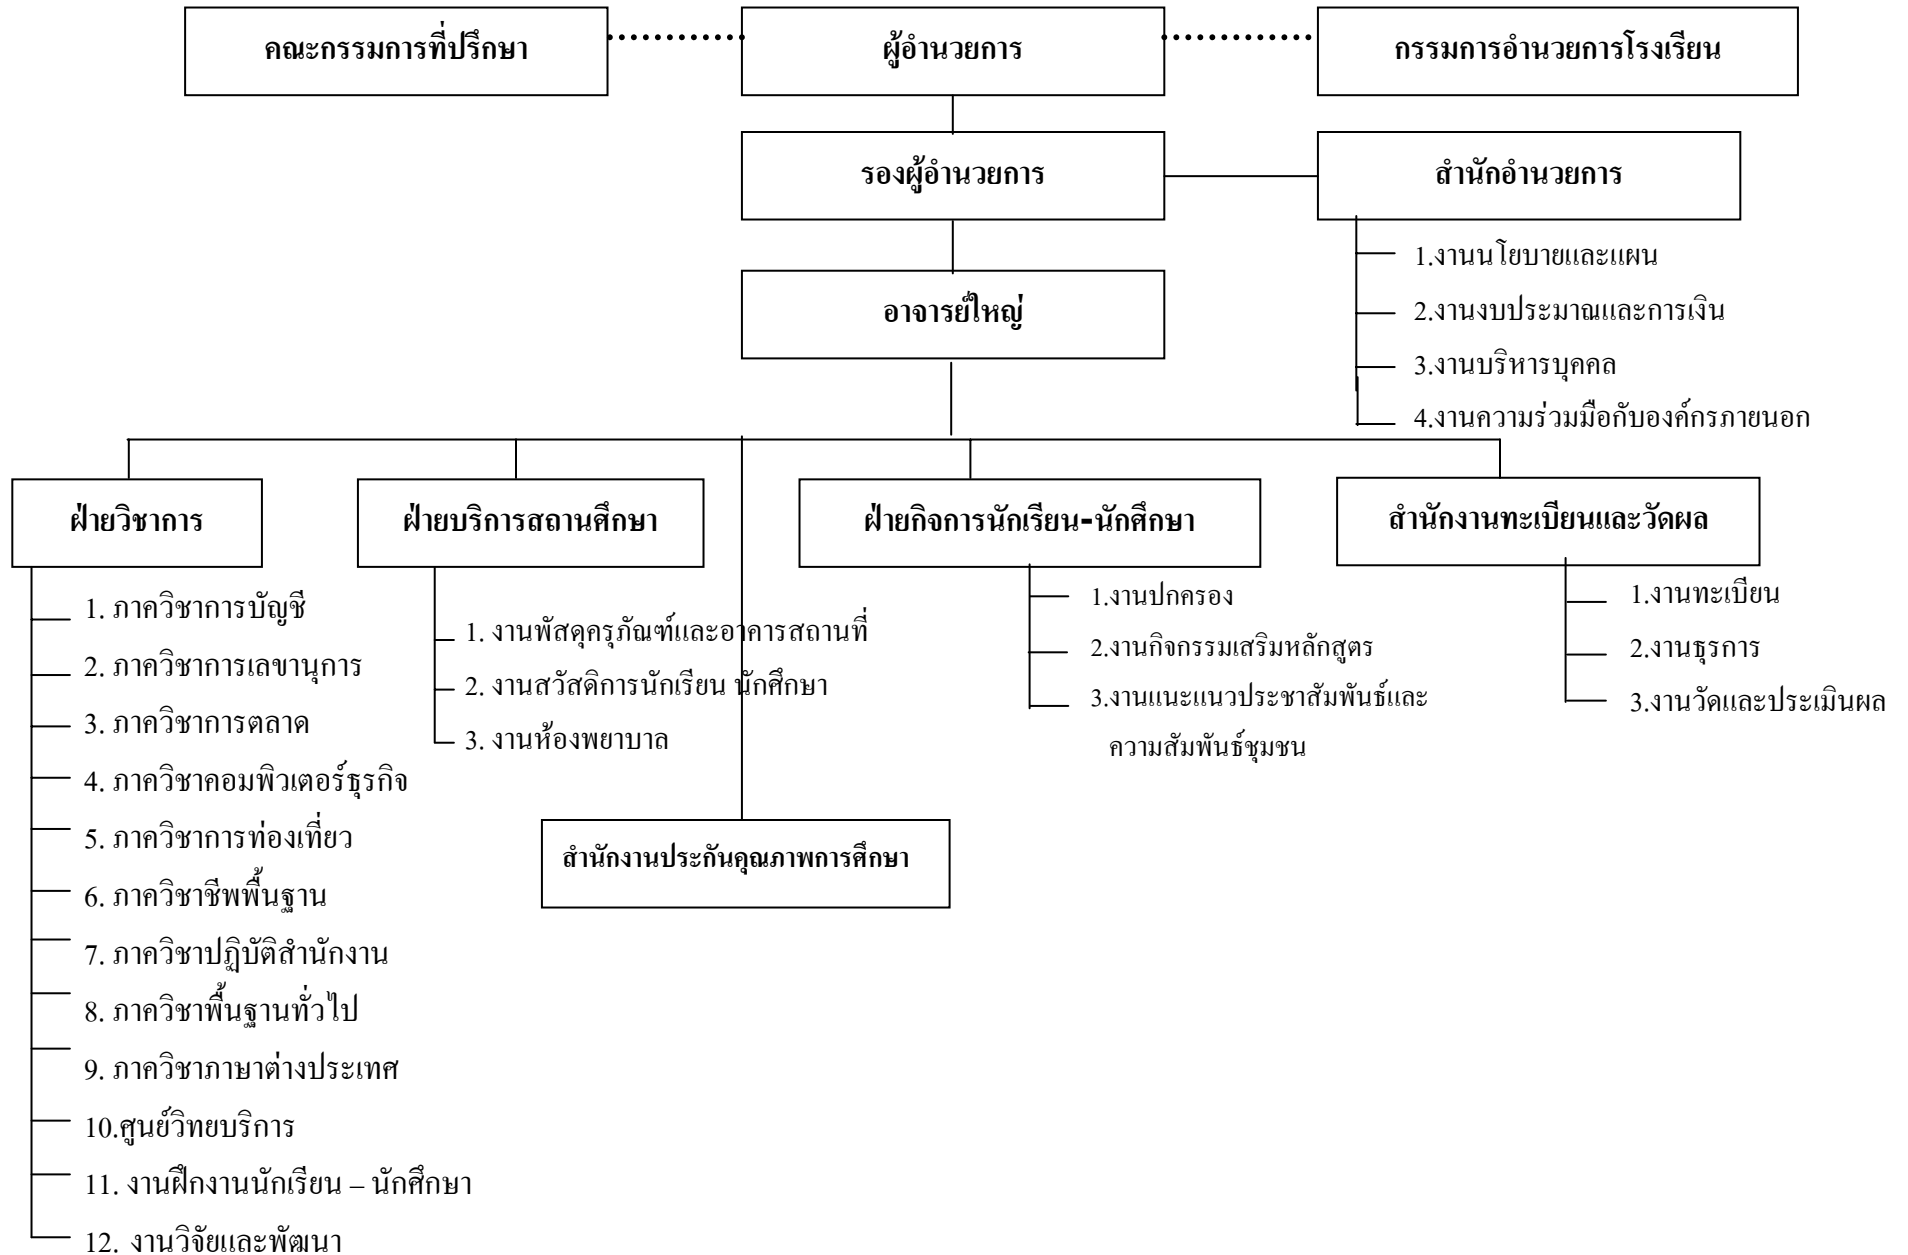 คณะกรรมการที่ปรึกษา
ผู้อำนวยการ
กรรมการอำนวยการโรงเรียน
รองผู้อำนวยการ
สำนักอำนวยการ
1.งานนโยบายและแผน
2.งานงบประมาณและการเงิน
3.งานบริหารบุคคล
4.งานความร่วมมือกับองค์กรภายนอก
อาจารย์ใหญ่
ฝ่ายวิชาการ
1. ภาควิชาการบัญชี
2. ภาควิชาการเลขานุการ
3. ภาควิชาการตลาด
4. ภาควิชาคอมพิวเตอร์ธุรกิจ
5. ภาควิชาการท่องเที่ยว
6. ภาควิชาชีพพื้นฐาน
7. ภาควิชาปฏิบัติสำนักงาน
8. ภาควิชาพื้นฐานทั่วไป
9. ภาควิชาภาษาต่างประเทศ
10.ศูนย์วิทยบริการ
11. งานฝึกงานนักเรียน – นักศึกษา
12. งานวิจัยและพัฒนา
ฝ่ายบริการสถานศึกษา
1. งานพัสดุครุภัณฑ์และอาคารสถานที่
2. งานสวัสดิการนักเรียน นักศึกษา
3. งานห้องพยาบาล
สำนักงานประกันคุณภาพการศึกษา
ฝ่ายกิจการนักเรียน-นักศึกษา
1.งานปกครอง
2.งานกิจกรรมเสริมหลักสูตร
3.งานแนะแนวประชาสัมพันธ์และ
ความสัมพันธ์ชุมชน
สำนักงานทะเบียนและวัดผล
1.งานทะเบียน
2.งานธุรการ
3.งานวัดและประเมินผล